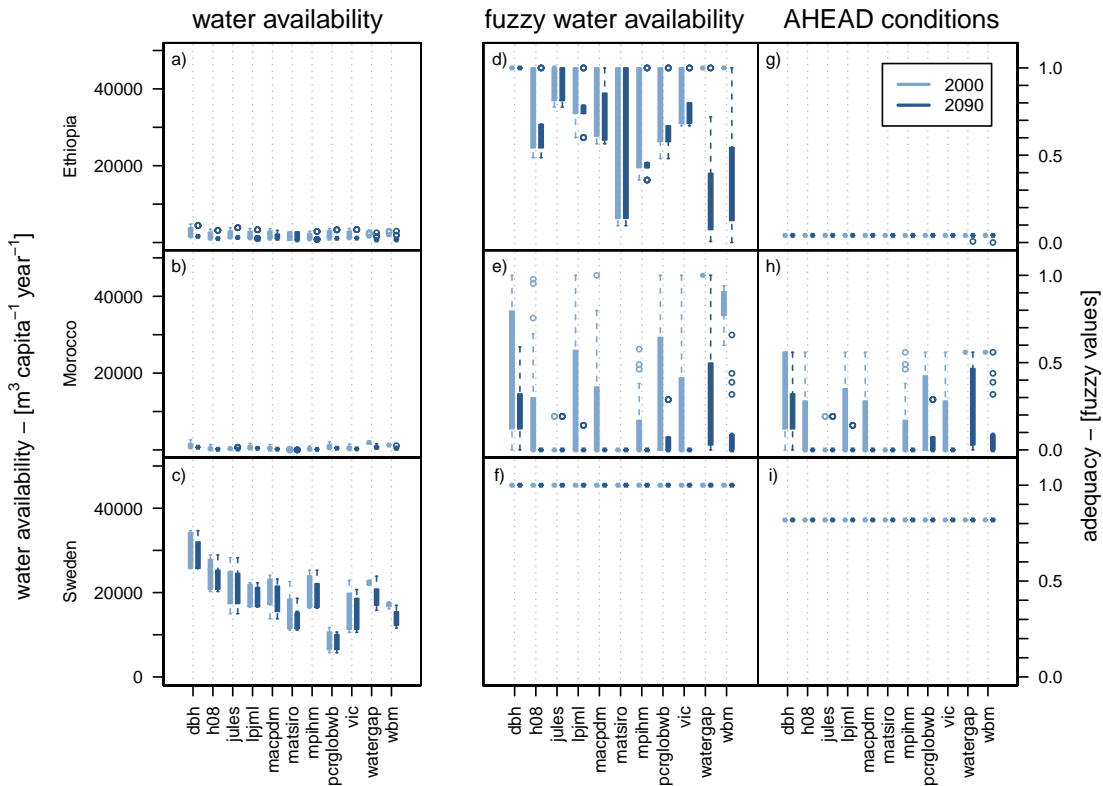 water availability
fuzzy water availability
AHEAD conditions
water availability – [m³ capita⁻¹ year⁻¹]
Ethiopia
Morocco
Sweden
40000
20000
40000
20000
40000
20000
0
a)
b)
c)
d)
e)
f)
g)
h)
i)
2000
2090
1.0
0.5
0.0
1.0
0.5
0.0
1.0
0.5
0.0
adequacy – [fuzzy values]
dbh
h08
jules
lpjml
macpdm
matsiro
mpihm
pcrglobwb
vic
watergap
wbm
dbh
h08
jules
lpjml
macpdm
matsiro
mpihm
pcrglobwb
vic
watergap
wbm
dbh
h08
jules
lpjml
macpdm
matsiro
mpihm
pcrglobwb
vic
watergap
wbm